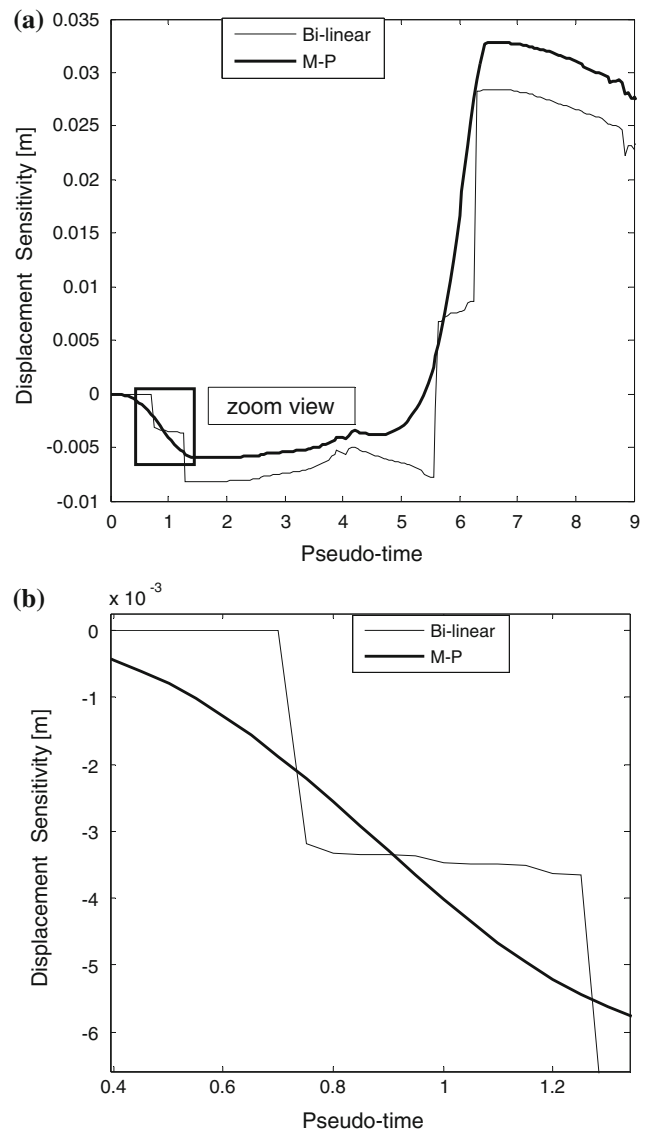 (a)
0.035
0.03
0.025
0.02
0.015
0.01
0.005
0
-0.005
-0.01
Displacement Sensitivity [m]
Bi-linear
M-P
zoom view
0 1 2 3 4 5 6 7 8 9
Pseudo-time
(b)
x 10⁻³
0
-1
-2
-3
-4
-5
-6
Displacement Sensitivity [m]
Bi-linear
M-P
0.4 0.6 0.8 1 1.2
Pseudo-time